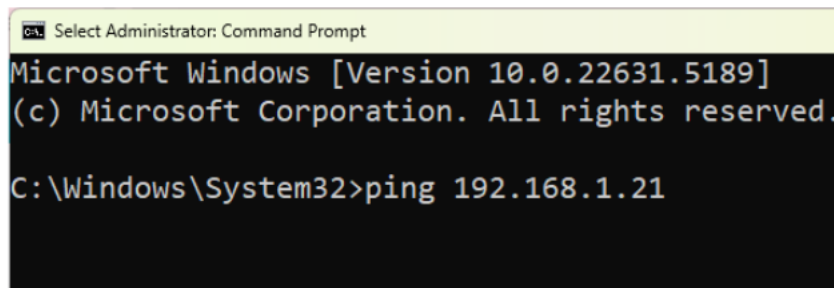 Select Administrator: Command Prompt
Microsoft Windows [Version 10.0.22631.5189]
(c) Microsoft Corporation. All rights reserved.
C:\Windows\System32>ping 192.168.1.21